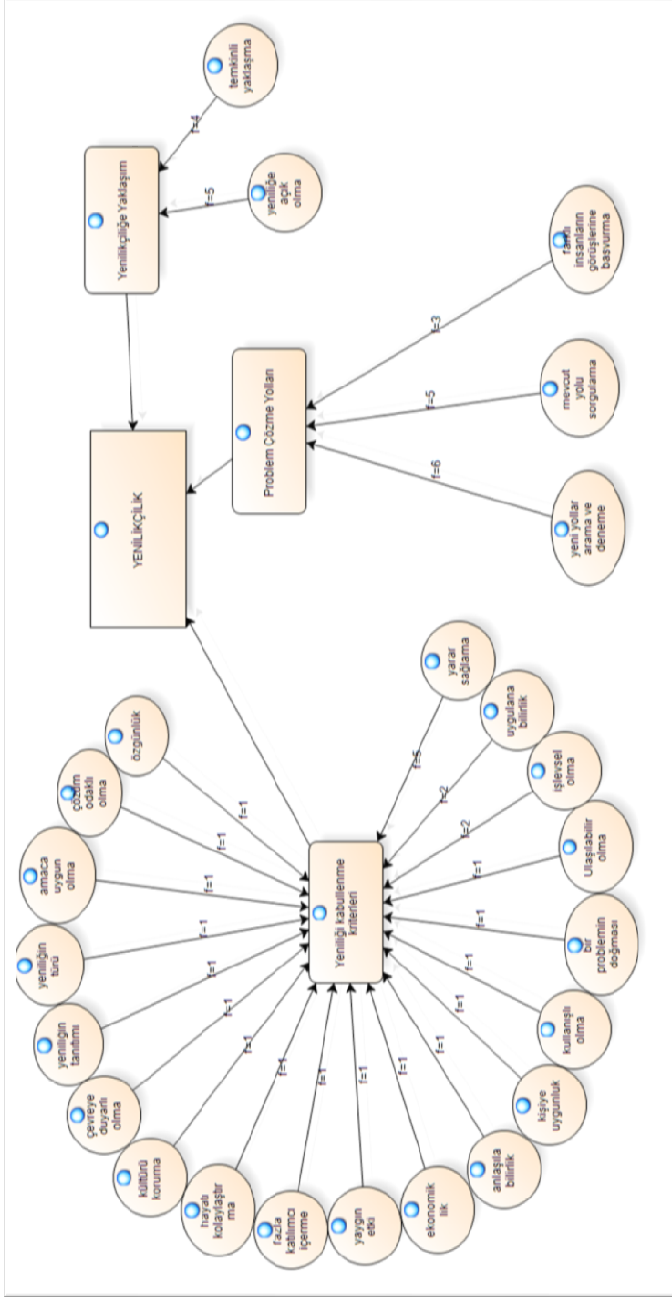 YENİLİKÇİLİK
Yenilikçiliğe Yaklaşım
temkinli
yaklaşma
f=4
yeniliğe
açık
olma
f=5
Problem Çözme Yolları
farklı
insanların
görüşlerine
başvurma
f=3
mevcut
yolu
sorgulama
f=5
yeni yollar
arama ve
deneme
f=6
Yeniliği kabullenme
kriterleri
özgünlük
f=1
çözüm
odaklı
olma
f=1
amaca
uygun
olma
f=1
yeniliğin
türü
f=1
yeniliğin
tanıtımı
f=1
çevreye
duyarlı
olma
f=1
kültürü
koruma
f=1
hayatı
kolaylaştır
ma
f=1
fazla
katılımcı
içerme
f=1
yaygın
etki
f=1
ekonomik
lik
f=1
anlaşıla
bilirlik
f=1
kişiye
uygunluk
f=1
kullanışlı
olma
f=1
bir
problemin
doğması
f=1
Ulaşılabilir
olma
f=1
işlevsel
olma
f=2
uygulana
bilirlik
f=2
yarar
sağlama
f=5